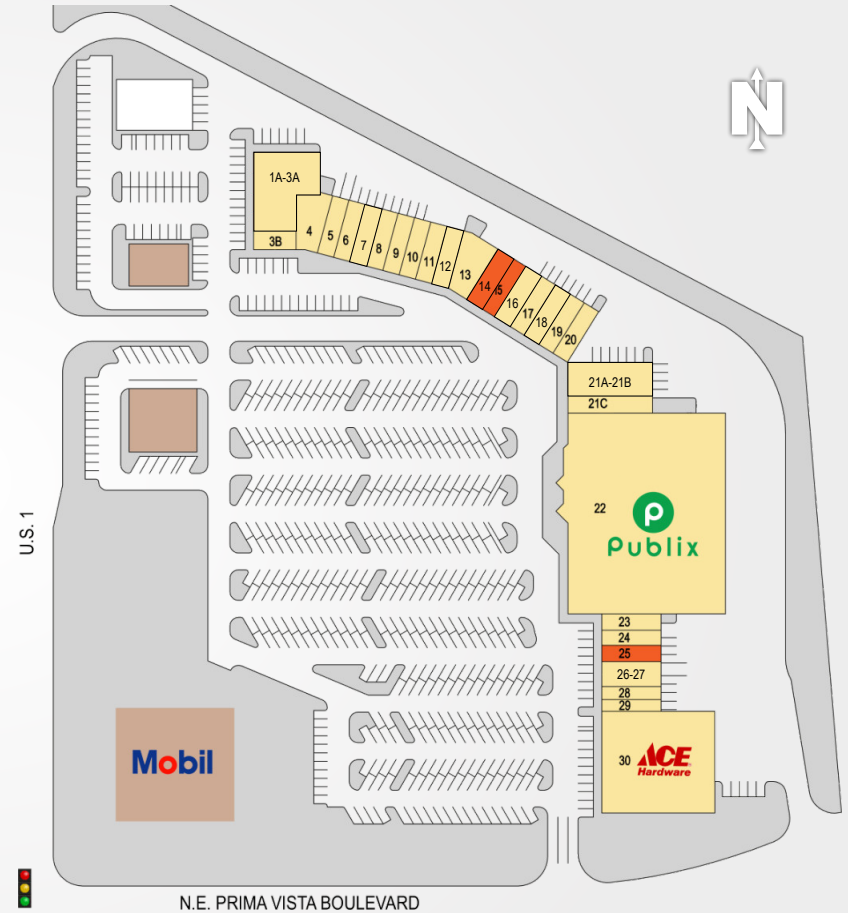 N
1A-3A
3B
4
5
6
7
8
9
10
11
12
13
14
15
16
17
18
19
20
21A-21B
21C
22
P
Publix
23
24
25
26-27
28
29
30
ACE
Hardware
Mobil
U.S. 1
N.E. PRIMA VISTA BOULEVARD